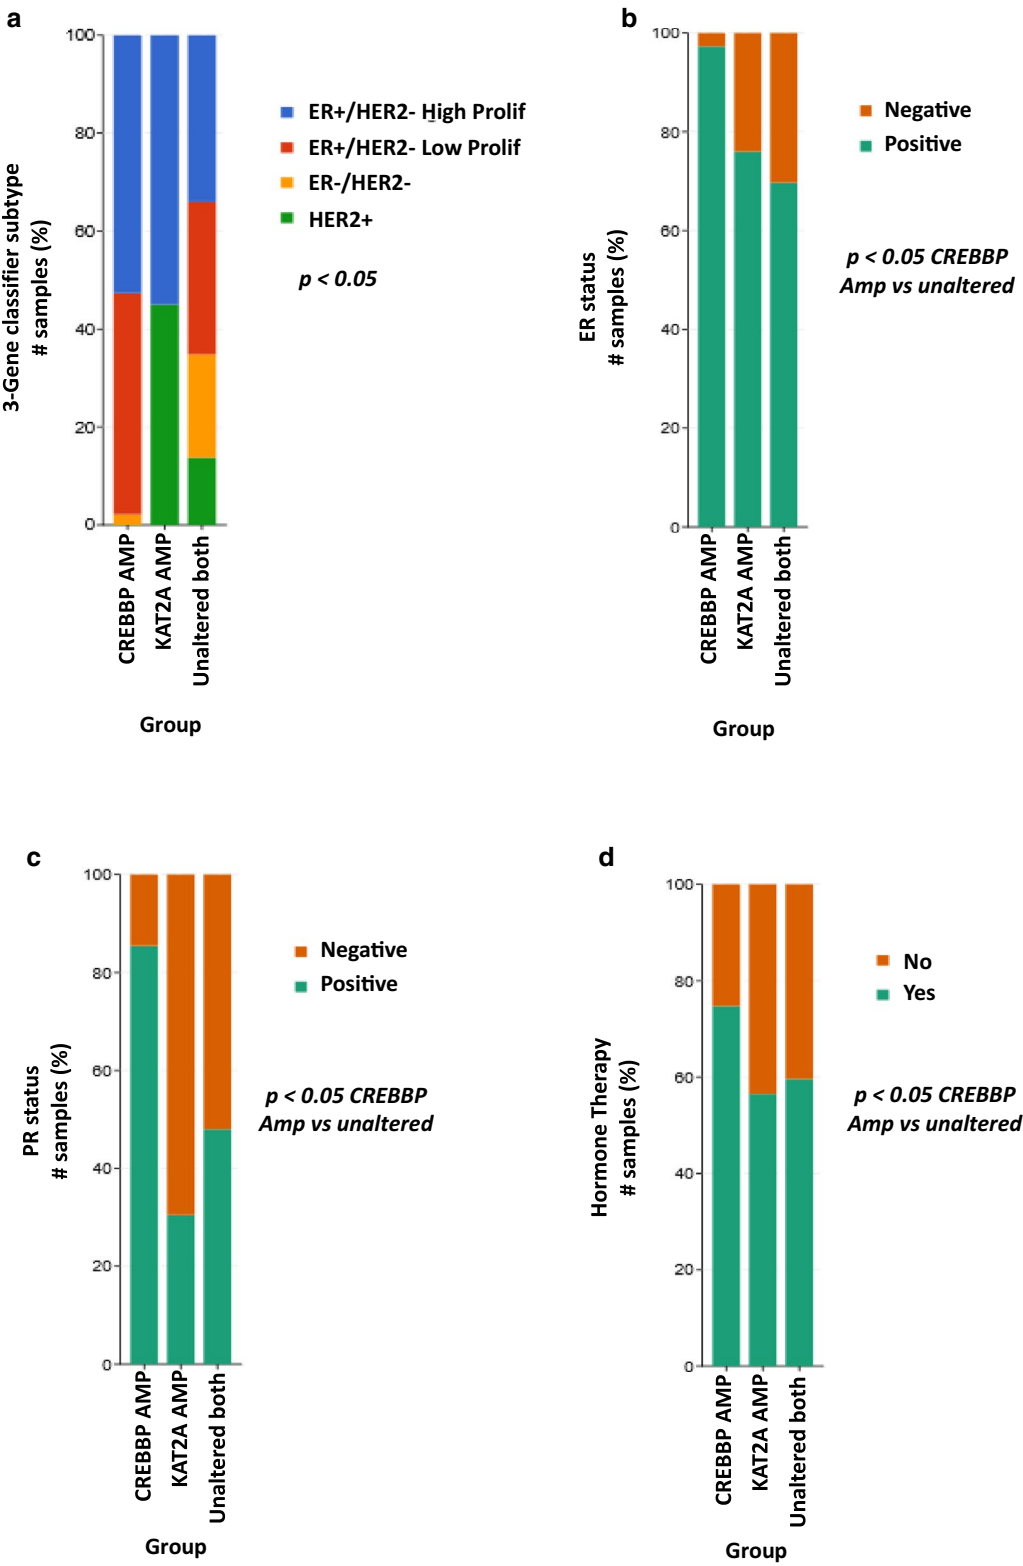 a
3-Gene classifier subtype
# samples (%)
100
80
60
40
20
0
CREBBP AMP
KAT2A AMP
Unaltered both
Group
ER+/HER2- High Prolif
ER+/HER2- Low Prolif
ER-/HER2-
HER2+
p < 0.05
b
ER status
# samples (%)
100
80
60
40
20
0
CREBBP AMP
KAT2A AMP
Unaltered both
Group
Negative
Positive
p < 0.05 CREBBP
Amp vs unaltered
c
PR status
# samples (%)
100
80
60
40
20
0
CREBBP AMP
KAT2A AMP
Unaltered both
Group
Negative
Positive
p < 0.05 CREBBP
Amp vs unaltered
d
Hormone Therapy
# samples (%)
100
80
60
40
20
0
CREBBP AMP
KAT2A AMP
Unaltered both
Group
No
Yes
p < 0.05 CREBBP
Amp vs unaltered